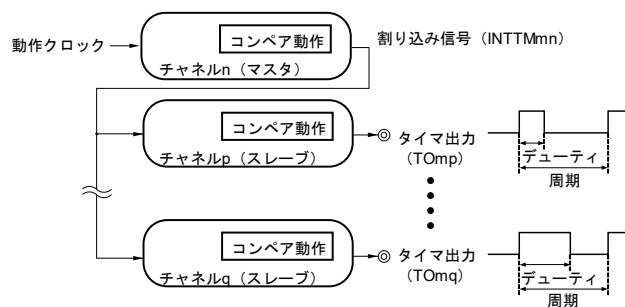 コンペア動作
動作クロック
チャネルn（マスタ）
割り込み信号（INTTMmn）
コンペア動作
チャネルp（スレーブ）
タイマ出力
（TOmp）
デューティ
周期
コンペア動作
チャネルq（スレーブ）
タイマ出力
（TOmq）
デューティ
周期